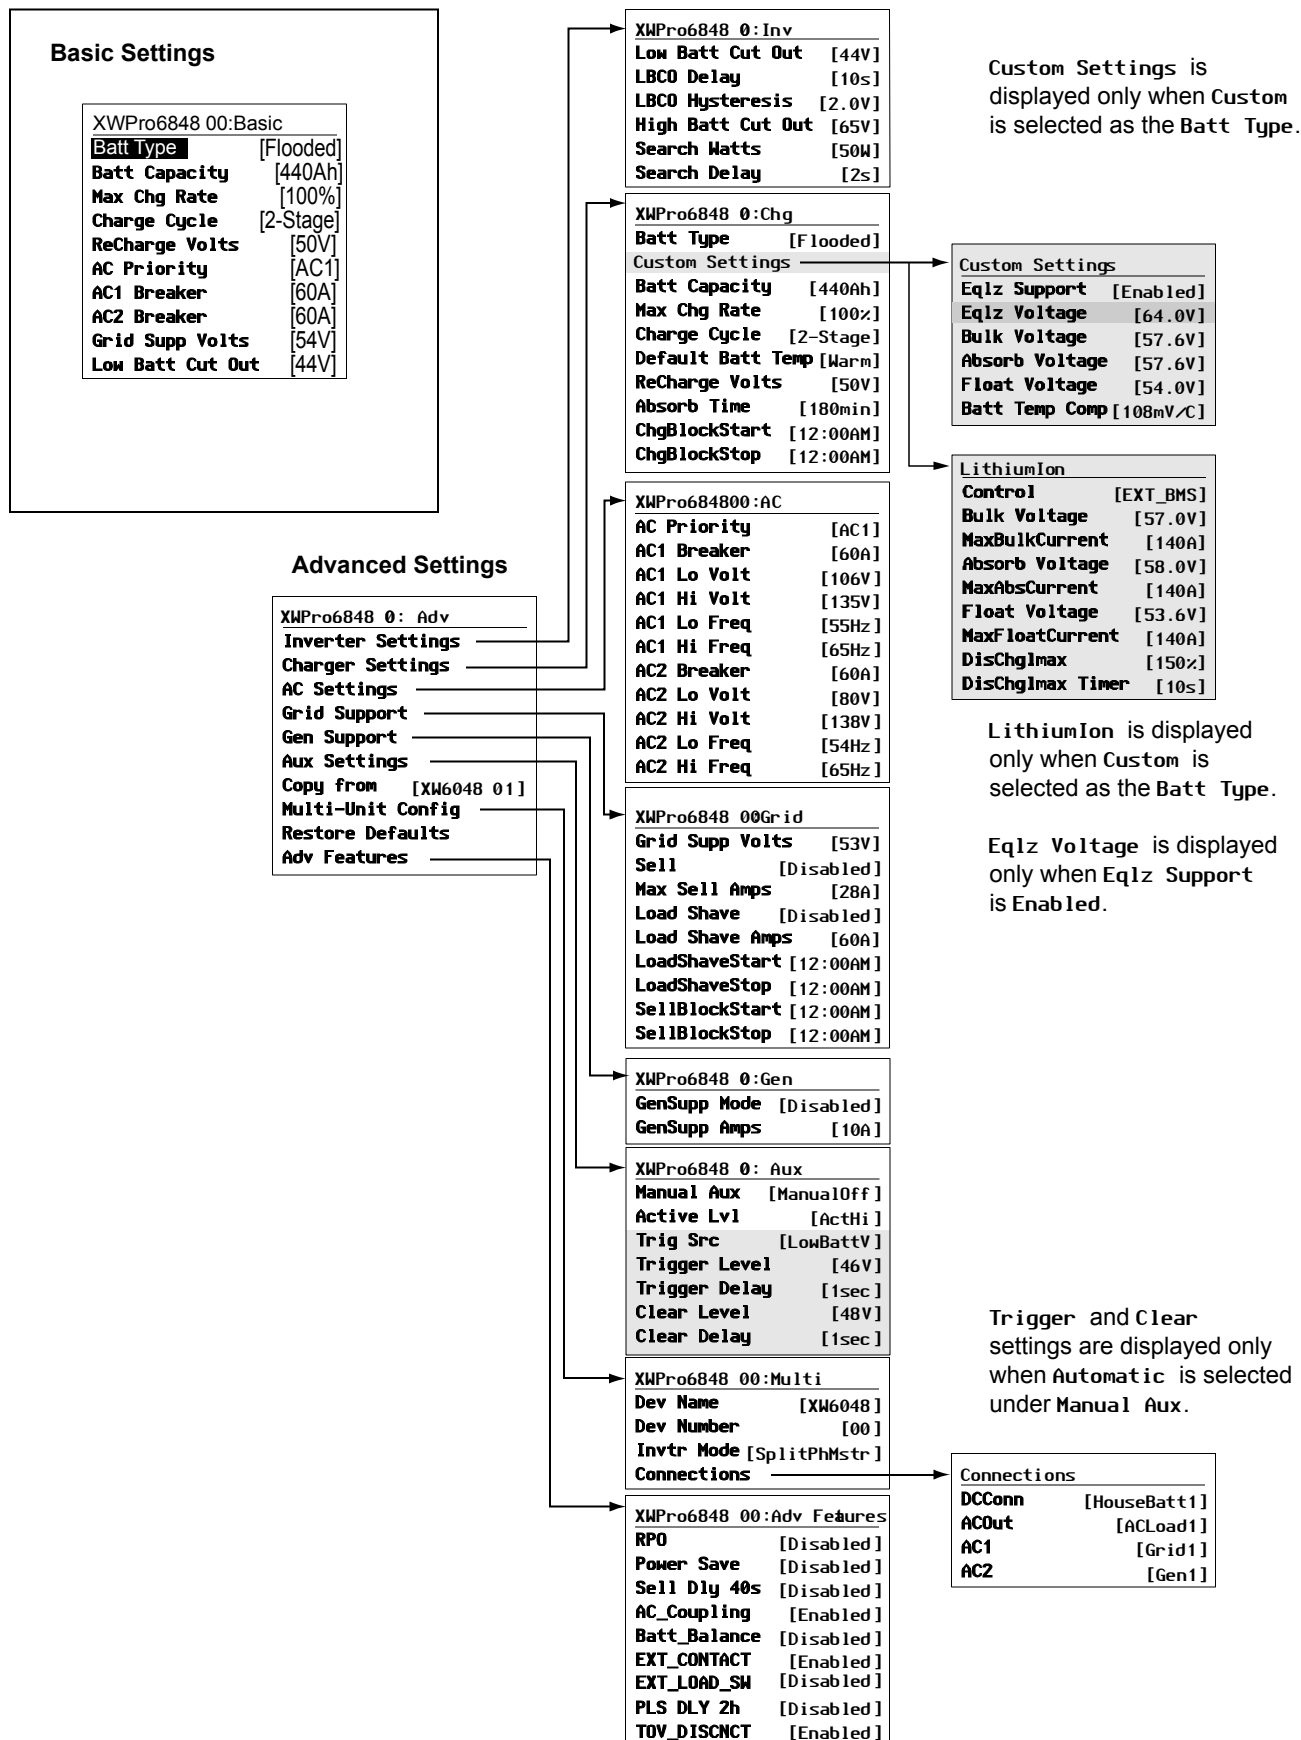 Basic Settings
XWPro6848 00:Basic
Batt Type [Flooded]
Batt Capacity [440Ah]
Max Chg Rate [100%]
Charge Cycle [2-Stage]
ReCharge Volts [50V]
AC Priority [AC1]
AC1 Breaker [60A]
AC2 Breaker [60A]
Grid Supp Volts [54V]
Low Batt Cut Out [44V]
Advanced Settings
XWPro6848 0: Adv
Inverter Settings
Charger Settings
AC Settings
Grid Support
Gen Support
Aux Settings
Copy from [XW6048 01]
Multi-Unit Config
Restore Defaults
Adv Features
XWPro6848 0:Inv
Low Batt Cut Out [44V]
LBCO Delay [10s]
LBCO Hysteresis [2.0V]
High Batt Cut Out [65V]
Search Watts [50W]
Search Delay [2s]
XWPro6848 0:Chg
Batt Type [Flooded]
Custom Settings
Batt Capacity [440Ah]
Max Chg Rate [100%]
Charge Cycle [2-Stage]
Default Batt Temp [Warm]
ReCharge Volts [50V]
Absorb Time [180min]
ChgBlockStart [12:00AM]
ChgBlockStop [12:00AM]
XWPro684800:AC
AC Priority [AC1]
AC1 Breaker [60A]
AC1 Lo Volt [106V]
AC1 Hi Volt [135V]
AC1 Lo Freq [55Hz]
AC1 Hi Freq [65Hz]
AC2 Breaker [60A]
AC2 Lo Volt [80V]
AC2 Hi Volt [138V]
AC2 Lo Freq [54Hz]
AC2 Hi Freq [65Hz]
XWPro6848 00Grid
Grid Supp Volts [53V]
Sell [Disabled]
Max Sell Amps [28A]
Load Shave [Disabled]
Load Shave Amps [60A]
LoadShaveStart [12:00AM]
LoadShaveStop [12:00AM]
SellBlockStart [12:00AM]
SellBlockStop [12:00AM]
XWPro6848 0:Gen
GenSupp Mode [Disabled]
GenSupp Amps [10A]
XWPro6848 0: Aux
Manual Aux [ManualOff]
Active Lvl [ActHi]
Trig Src [LowBattV]
Trigger Level [46V]
Trigger Delay [1sec]
Clear Level [48V]
Clear Delay [1sec]
XWPro6848 00:Multi
Dev Name [XW6048]
Dev Number [00]
Invtr Mode [SplitPhMstr]
Connections
XWPro6848 00:Adv Features
RPO [Disabled]
Power Save [Disabled]
Sell Dly 40s [Disabled]
AC_Coupling [Enabled]
Batt_Balance [Disabled]
EXT_CONTACT [Enabled]
EXT_LOAD_SW [Disabled]
PLS DLY 2h [Disabled]
TOV_DISCNCT [Enabled]
Custom Settings is
displayed only when Custom
is selected as the Batt Type.
Custom Settings
Eqlz Support [Enabled]
Eqlz Voltage [64.0V]
Bulk Voltage [57.6V]
Absorb Voltage [57.6V]
Float Voltage [54.0V]
Batt Temp Comp [108mV/C]
LithiumIon
Control [EXT_BMS]
Bulk Voltage [57.0V]
MaxBulkCurrent [140A]
Absorb Voltage [58.0V]
MaxAbsCurrent [140A]
Float Voltage [53.6V]
MaxFloatCurrent [140A]
DisChgImax [150%]
DisChgImax Timer [10s]
LithiumIon is displayed
only when Custom is
selected as the Batt Type.
Eqlz Voltage is displayed
only when Eqlz Support
is Enabled.
Trigger and Clear
settings are displayed only
when Automatic is selected
under Manual Aux.
Connections
DCConn [HouseBatt1]
ACOut [ACLoad1]
AC1 [Grid1]
AC2 [Gen1]